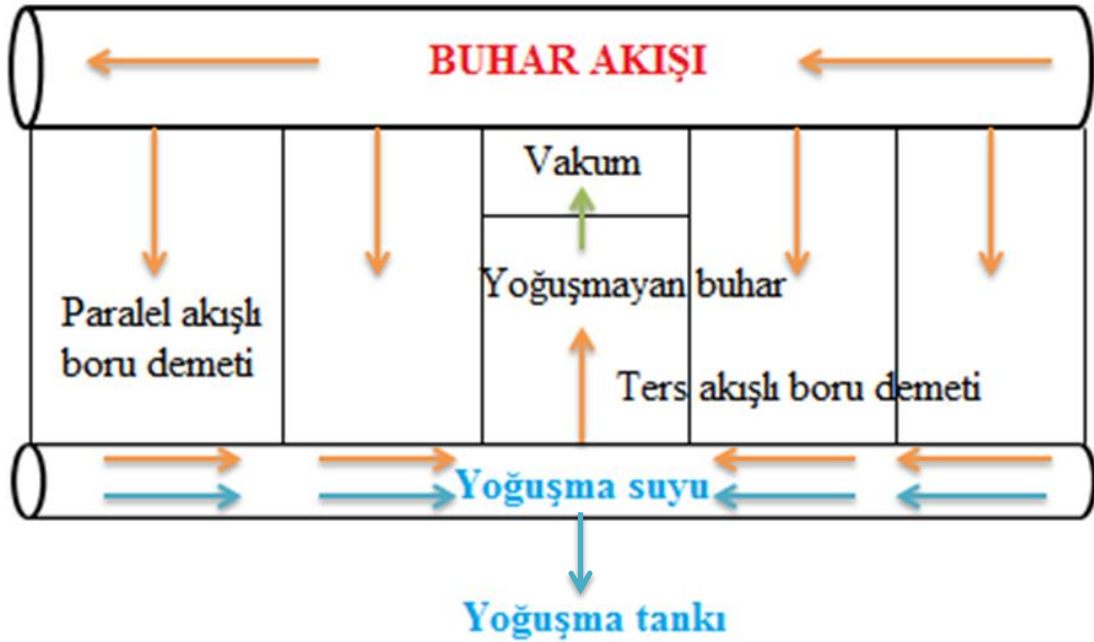 BUHAR AKIŞI
Vakum
Yoğuşmayan buhar
Paralel akışlı
boru demeti
Ters akışlı boru demeti
Yoğuşma suyu
Yoğuşma tankı